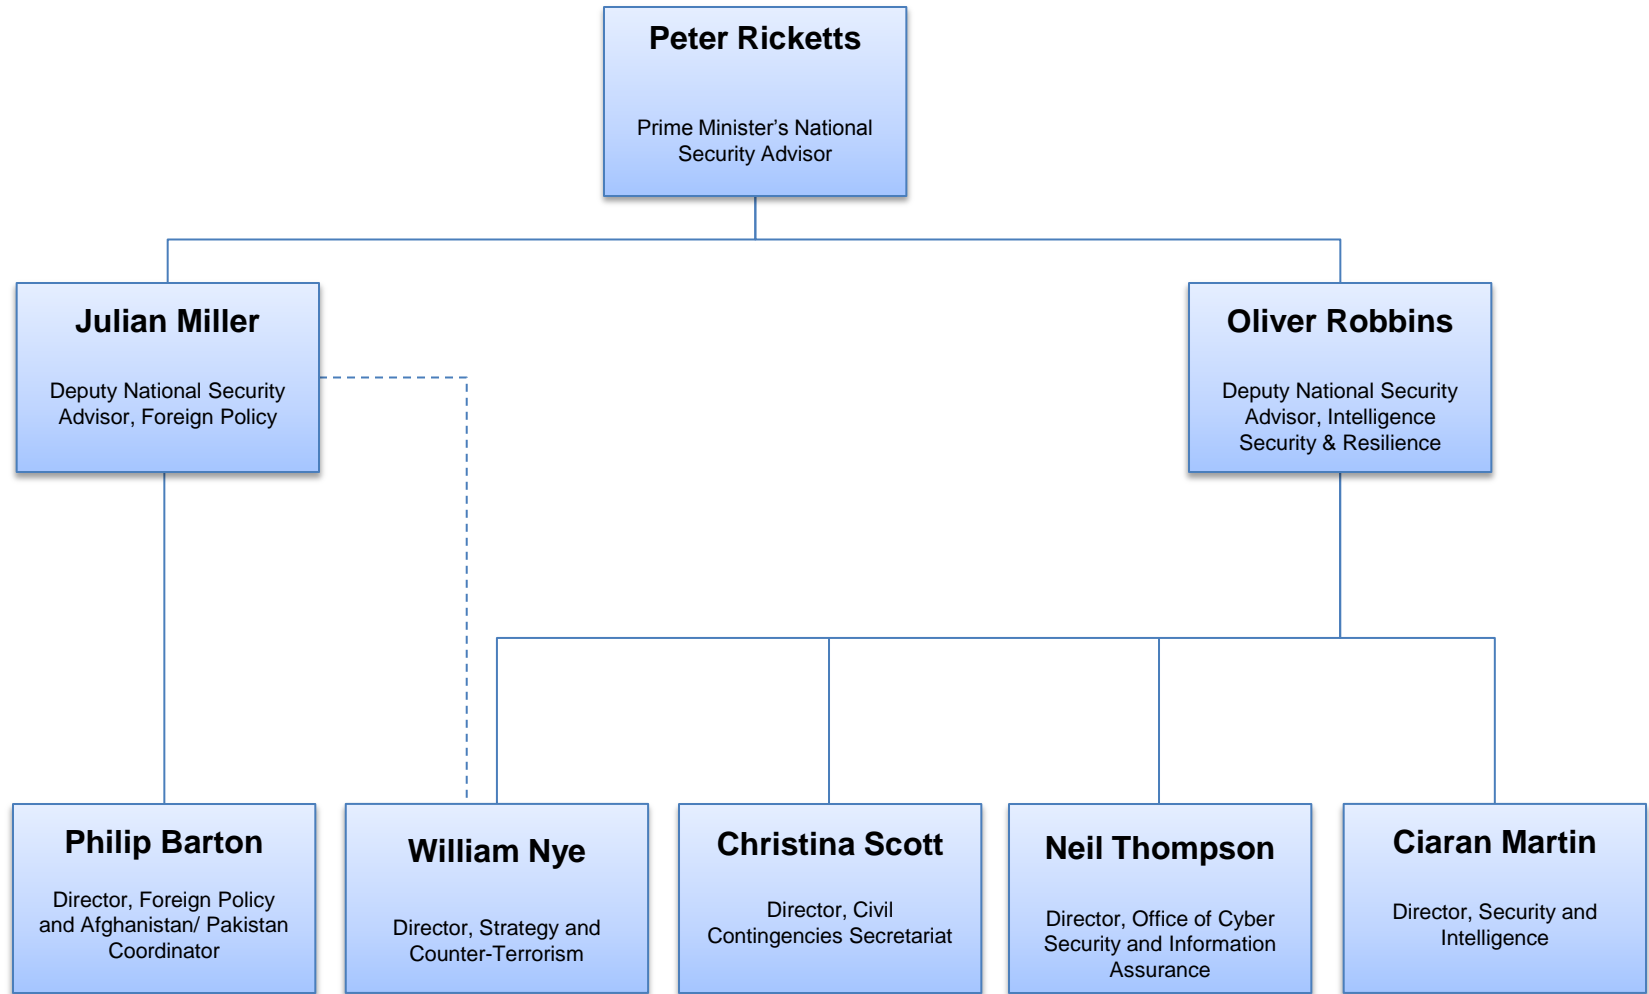 Peter Ricketts
Prime Minister’s National
Security Advisor
Julian Miller
Deputy National Security
Advisor, Foreign Policy
Oliver Robbins
Deputy National Security
Advisor, Intelligence
Security & Resilience
Philip Barton
Director, Foreign Policy
and Afghanistan/ Pakistan
Coordinator
William Nye
Director, Strategy and
Counter-Terrorism
Christina Scott
Director, Civil
Contingencies Secretariat
Neil Thompson
Director, Office of Cyber
Security and Information
Assurance
Ciaran Martin
Director, Security and
Intelligence